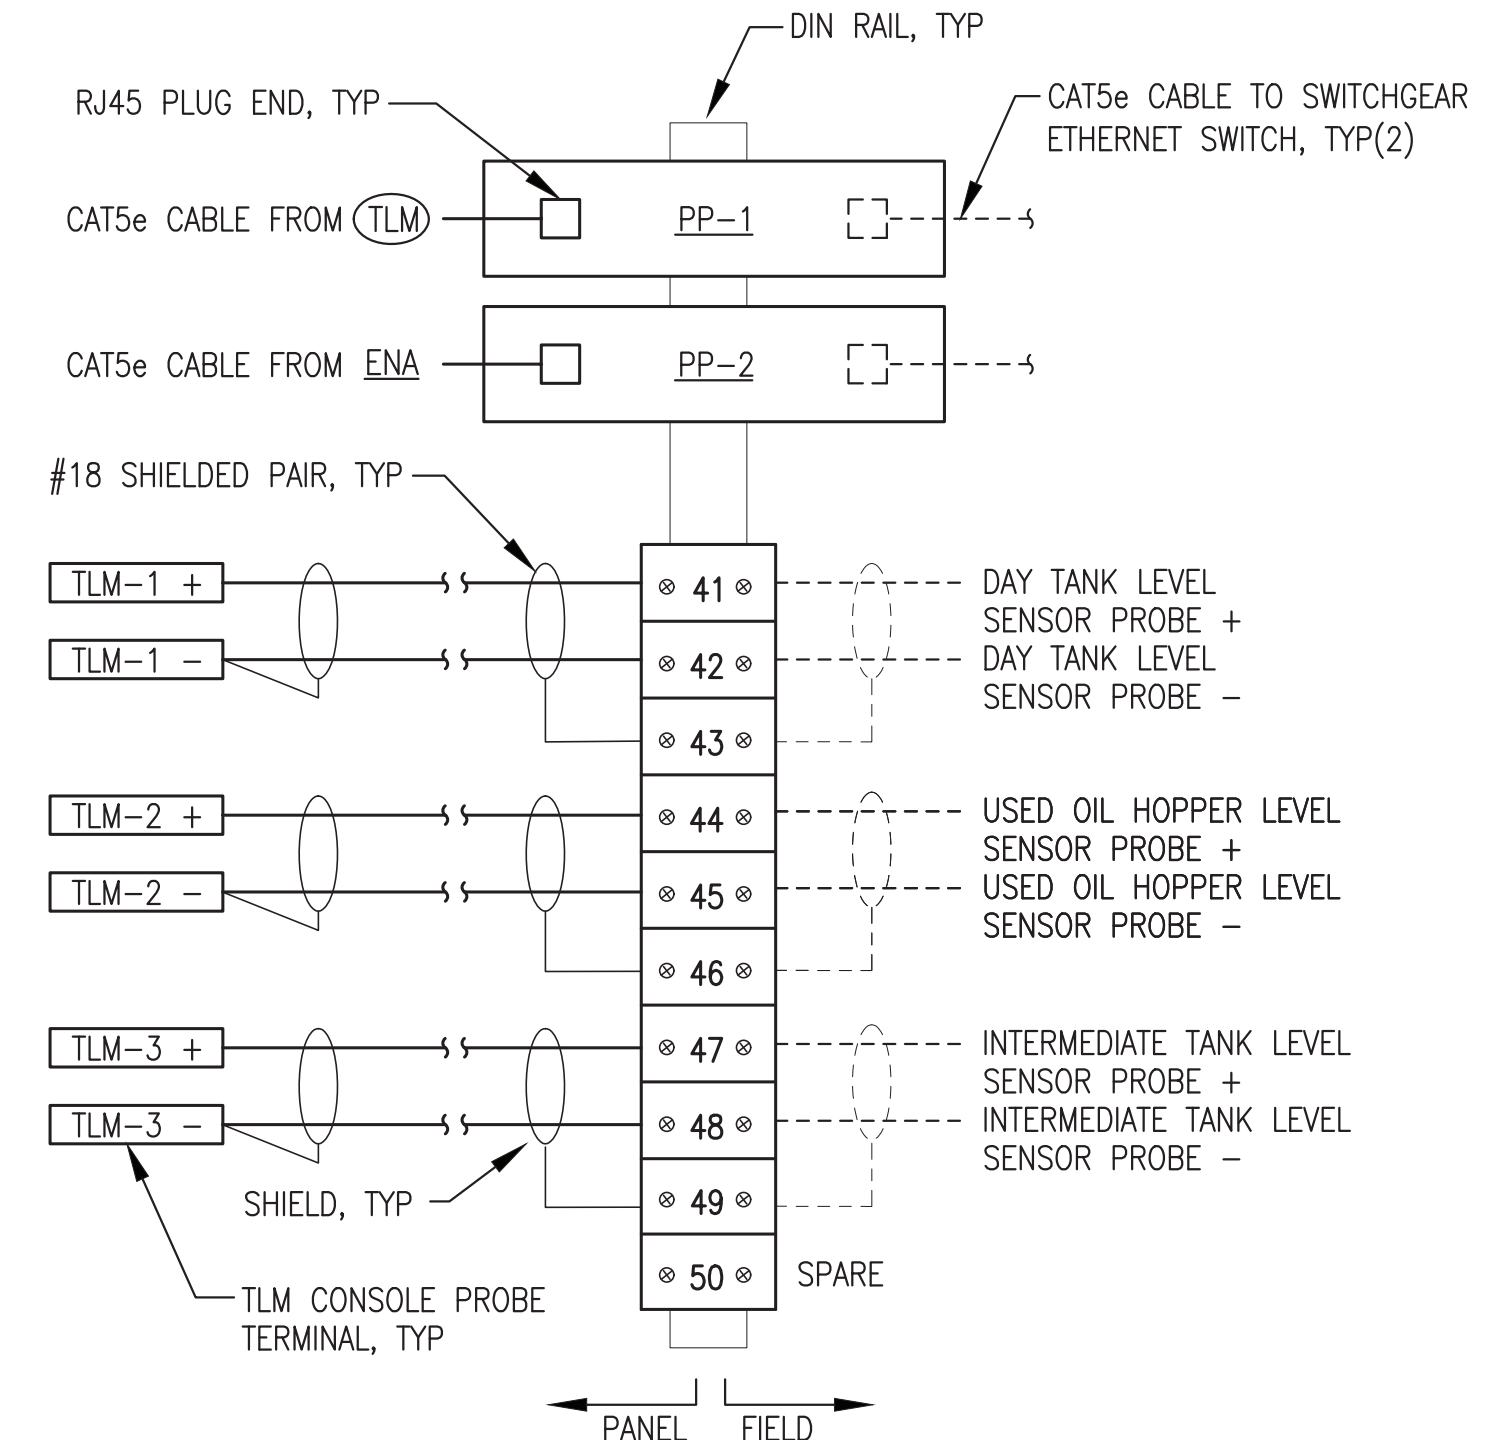 DIN RAIL, TYP
RJ45 PLUG END, TYP
CAT5e CABLE TO SWITCHGEAR
ETHERNET SWITCH, TYP(2)
CAT5e CABLE FROM TLM
PP-1
CAT5e CABLE FROM ENA
PP-2
#18 SHIELDED PAIR, TYP
TLM-1 +
41
DAY TANK LEVEL
SENSOR PROBE +
TLM-1 -
42
DAY TANK LEVEL
SENSOR PROBE -
43
TLM-2 +
44
USED OIL HOPPER LEVEL
SENSOR PROBE +
TLM-2 -
45
USED OIL HOPPER LEVEL
SENSOR PROBE -
46
TLM-3 +
47
INTERMEDIATE TANK LEVEL
SENSOR PROBE +
TLM-3 -
48
INTERMEDIATE TANK LEVEL
SENSOR PROBE -
SHIELD, TYP
49
50
SPARE
TLM CONSOLE PROBE
TERMINAL, TYP
PANEL
FIELD